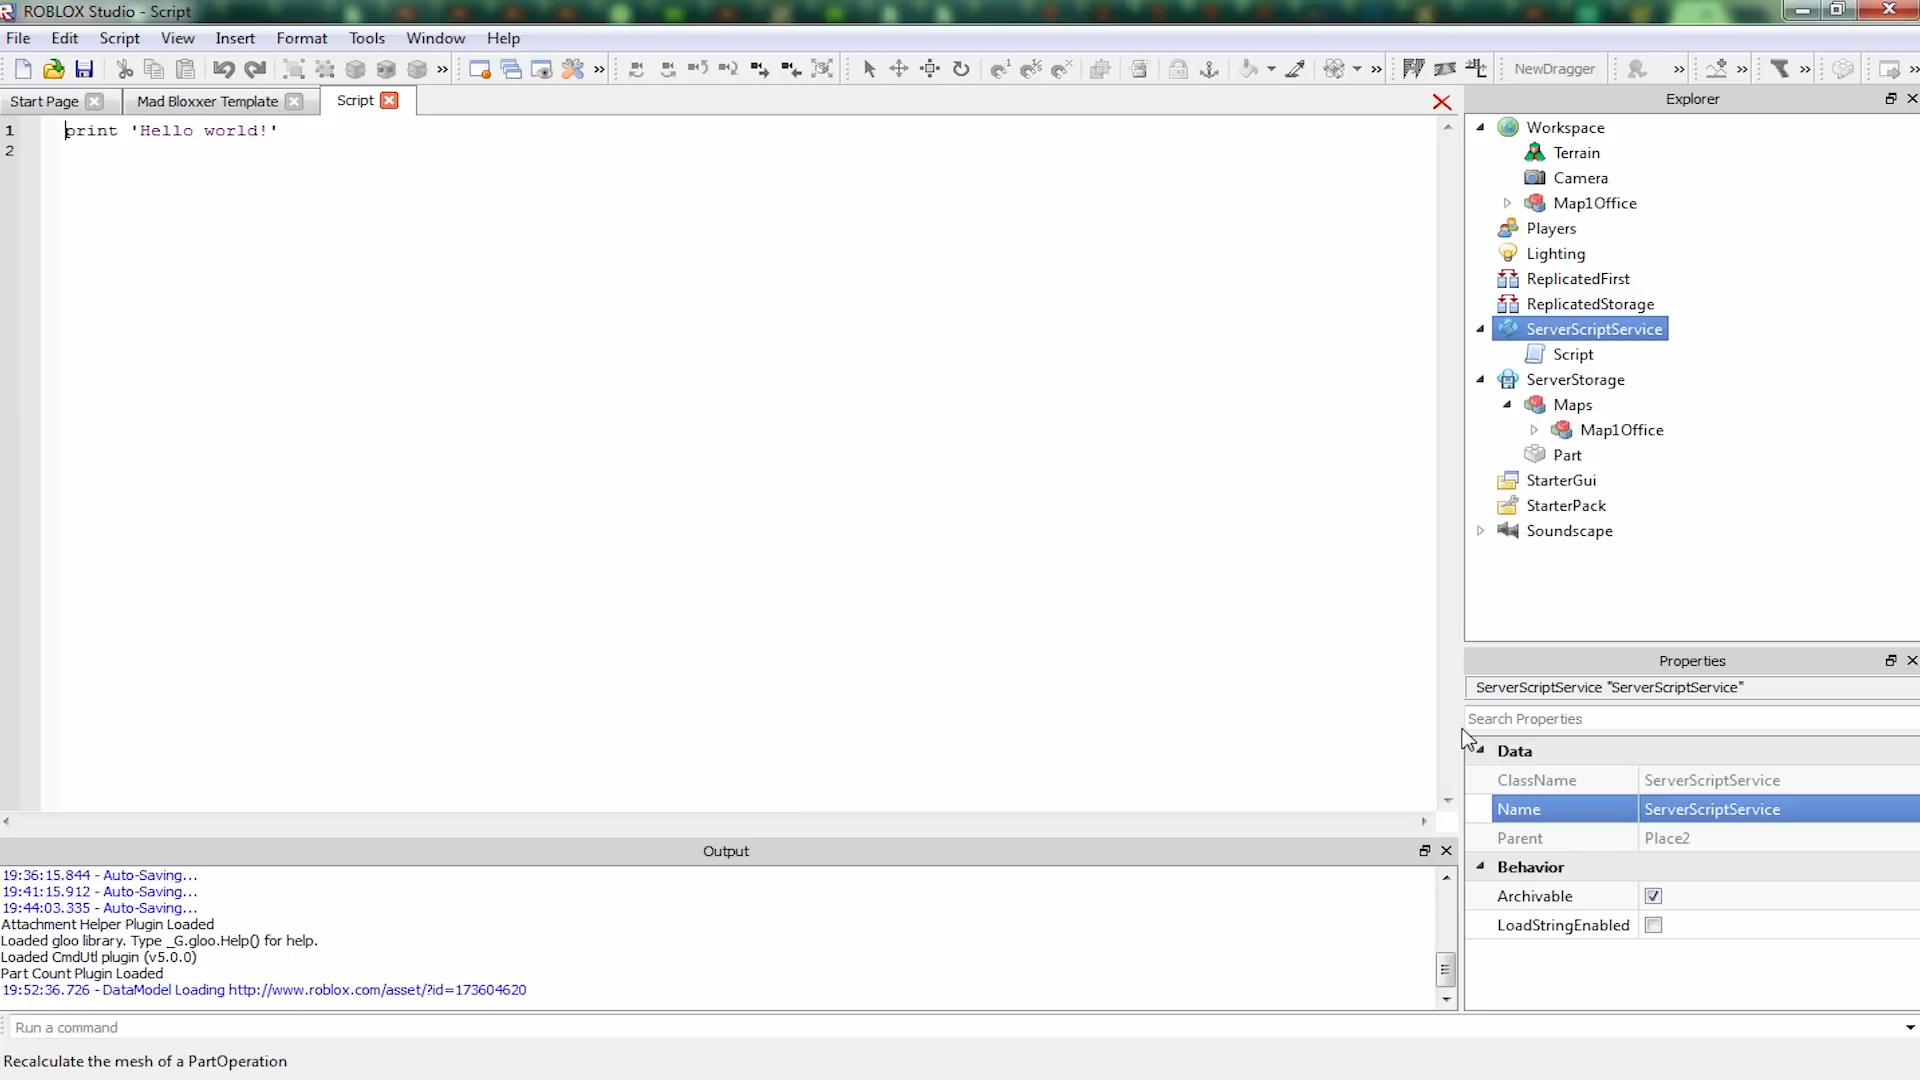 ROBLOX Studio - Script
File Edit Script View Insert Format Tools Window Help
NewDragger
Start Page
Mad Bloxxer Template
Script
1 print 'Hello world!'
2
Explorer
Workspace
Terrain
Camera
Map1Office
Players
Lighting
ReplicatedFirst
ReplicatedStorage
ServerScriptService
Script
ServerStorage
Maps
Map1Office
Part
StarterGui
StarterPack
Soundscape
Properties
ServerScriptService "ServerScriptService"
Search Properties
Data
ClassName ServerScriptService
Name ServerScriptService
Parent Place2
Behavior
Archivable
LoadStringEnabled
Output
19:36:15.844 - Auto-Saving...
19:41:15.912 - Auto-Saving...
19:44:03.335 - Auto-Saving...
Attachment Helper Plugin Loaded
Loaded gloo library. Type _G.gloo.Help() for help.
Loaded CmdUtl plugin (v5.0.0)
Part Count Plugin Loaded
19:52:36.726 - DataModel Loading http://www.roblox.com/asset/?id=173604620
Run a command
Recalculate the mesh of a PartOperation